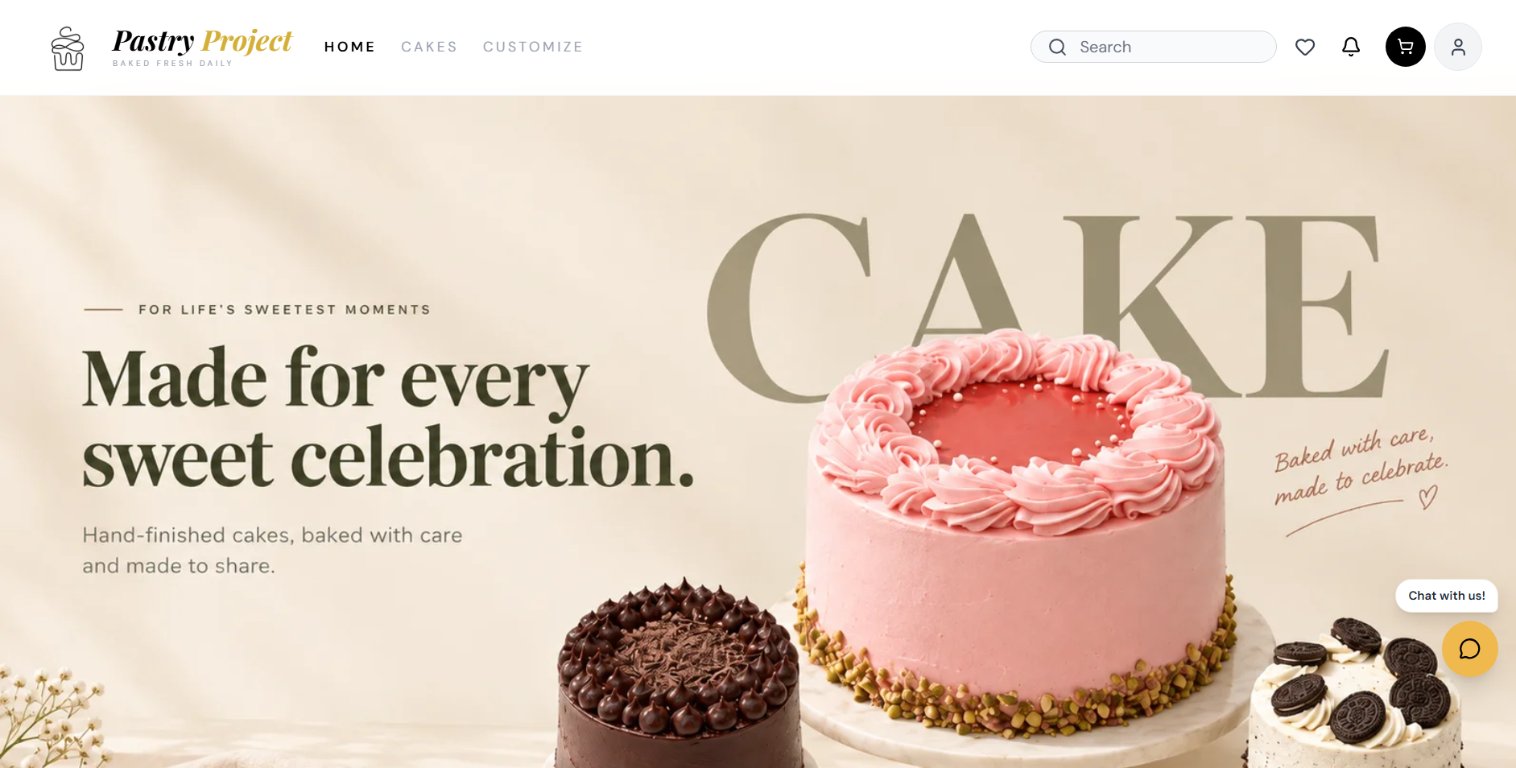 Pastry Project
BAKED FRESH DAILY
HOME
CAKES
CUSTOMIZE
Search
CAKE
FOR LIFE'S SWEETEST MOMENTS
Made for every
sweet celebration.
Hand-finished cakes, baked with care
and made to share.
Baked with care,
made to celebrate.
Chat with us!